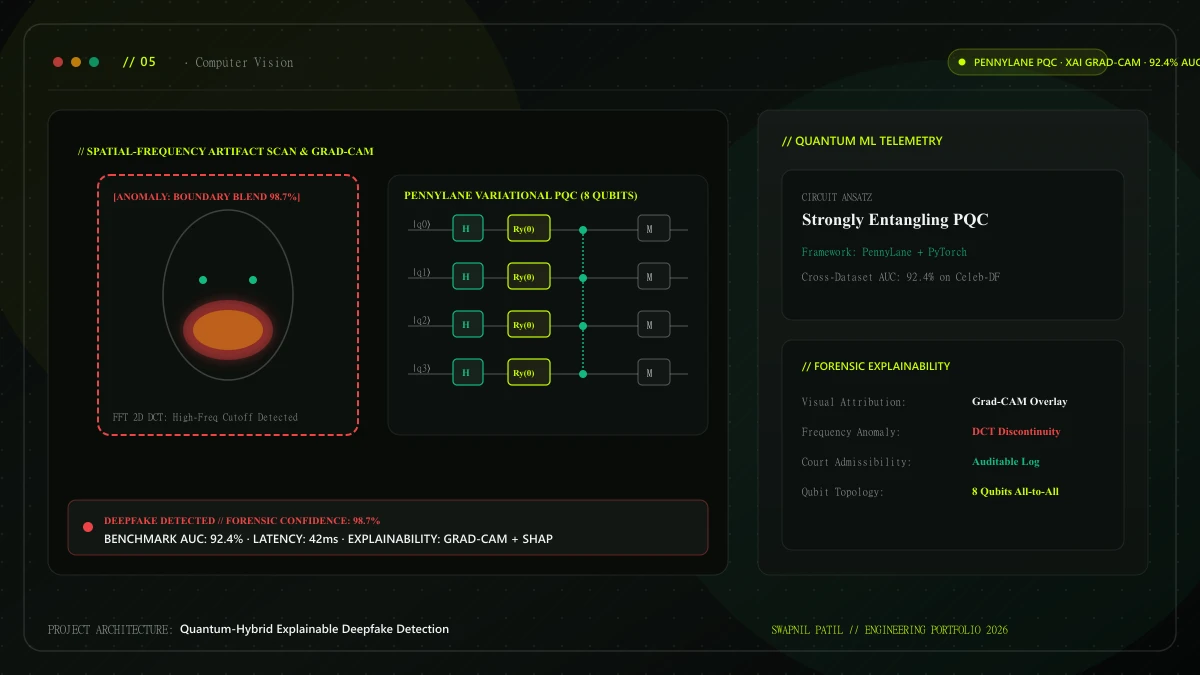 // 05 · Computer Vision
PENNYLANE PQC · XAI GRAD-CAM · 92.4% AUC
// SPATIAL-FREQUENCY ARTIFACT SCAN & GRAD-CAM
[ANOMALY: BOUNDARY BLEND 98.7%]
FFT 2D DCT: High-Freq Cutoff Detected
PENNYLANE VARIATIONAL PQC (8 QUBITS)
|q0⟩ H Ry(θ) M
|q1⟩ H Ry(θ) M
|q2⟩ H Ry(θ) M
|q3⟩ H Ry(θ) M
DEEPFAKE DETECTED // FORENSIC CONFIDENCE: 98.7%
BENCHMARK AUC: 92.4% · LATENCY: 42ms · EXPLAINABILITY: GRAD-CAM + SHAP
// QUANTUM ML TELEMETRY
CIRCUIT ANSATZ
Strongly Entangling PQC
Framework: PennyLane + PyTorch
Cross-Dataset AUC: 92.4% on Celeb-DF
// FORENSIC EXPLAINABILITY
Visual Attribution: Grad-CAM Overlay
Frequency Anomaly: DCT Discontinuity
Court Admissibility: Auditable Log
Qubit Topology: 8 Qubits All-to-All
PROJECT ARCHITECTURE: Quantum-Hybrid Explainable Deepfake Detection
SWAPNIL PATIL // ENGINEERING PORTFOLIO 2026